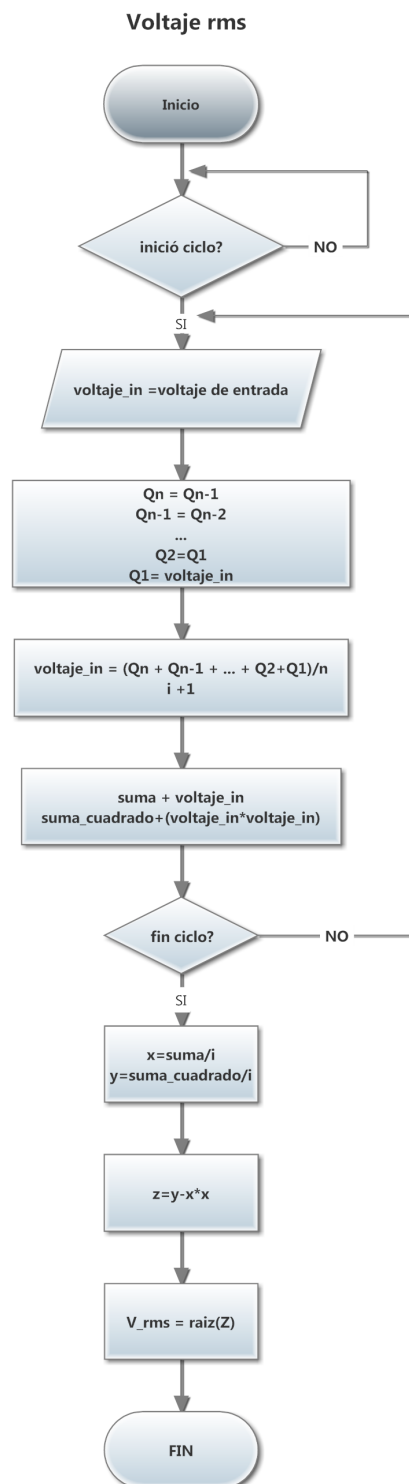 Voltaje rms
Inicio
inició ciclo?
NO
SI
voltaje_in =voltaje de entrada
Qn = Qn-1
Qn-1 = Qn-2
...
Q2=Q1
Q1= voltaje_in
voltaje_in = (Qn + Qn-1 + ... + Q2+Q1)/n
i +1
suma + voltaje_in
suma_cuadrado+(voltaje_in*voltaje_in)
fin ciclo?
NO
SI
x=suma/i
y=suma_cuadrado/i
z=y-x*x
V_rms = raiz(Z)
FIN